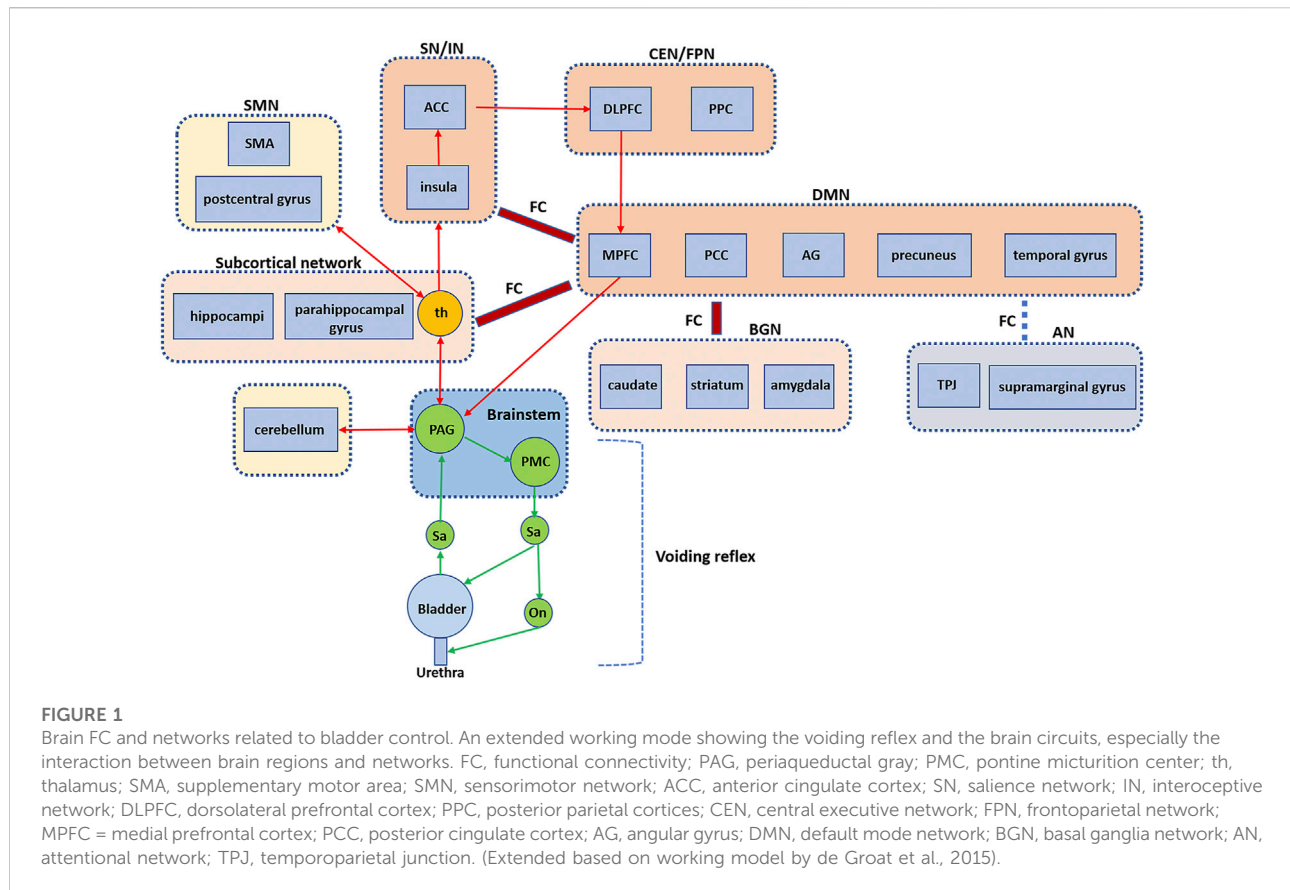 SN/IN
CEN/FPN
SMN
ACC
DLPFC
PPC
SMA
postcentral gyrus
insula
FC
DMN
MPFC
PCC
AG
precuneus
temporal gyrus
Subcortical network
hippocampi
parahippocampal
gyrus
th
FC
FC
BGN
FC
AN
caudate
striatum
amygdala
TPJ
supramarginal gyrus
cerebellum
PAG
Brainstem
PMC
Sa
Sa
Voiding reflex
Bladder
On
Urethra
FIGURE 1
Brain FC and networks related to bladder control. An extended working mode showing the voiding reflex and the brain circuits, especially the
interaction between brain regions and networks. FC, functional connectivity; PAG, periaqueductal gray; PMC, pontine micturition center; th,
thalamus; SMA, supplementary motor area; SMN, sensorimotor network; ACC, anterior cingulate cortex; SN, salience network; IN, interoceptive
network; DLPFC, dorsolateral prefrontal cortex; PPC, posterior parietal cortices; CEN, central executive network; FPN, frontoparietal network;
MPFC = medial prefrontal cortex; PCC, posterior cingulate cortex; AG, angular gyrus; DMN, default mode network; BGN, basal ganglia network; AN,
attentional network; TPJ, temporoparietal junction. (Extended based on working model by de Groat et al., 2015).